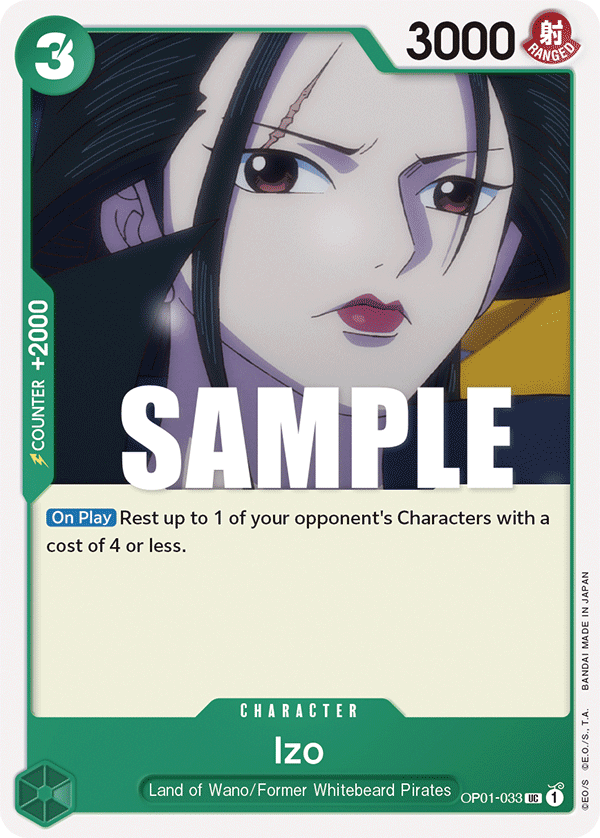 3
3000
射
RANGED
COUNTER +2000
SAMPLE
On Play Rest up to 1 of your opponent's Characters with a
cost of 4 or less.
©E.O/S ©E.O./S., T.A. BANDAI MADE IN JAPAN
CHARACTER
Izo
Land of Wano/Former Whitebeard Pirates
OP01-033 UC 1